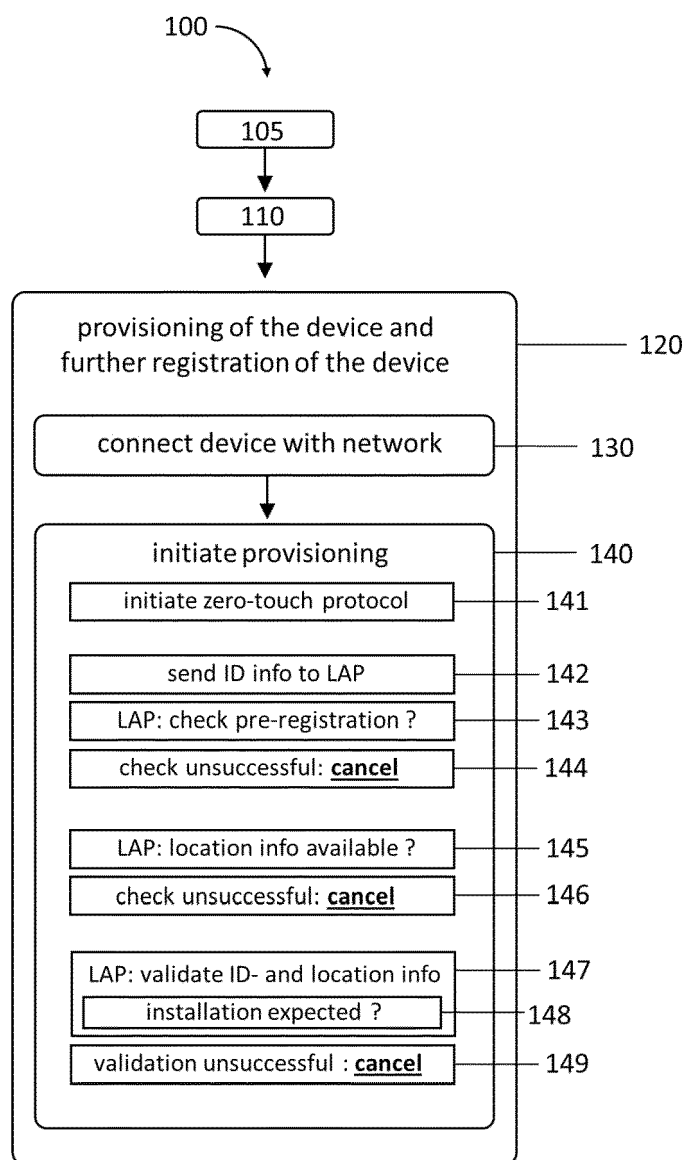 100
105
110
provisioning of the device and
further registration of the device
120
connect device with network
130
initiate provisioning
140
initiate zero-touch protocol
141
send ID info to LAP
142
LAP: check pre-registration ?
143
check unsuccessful: cancel
144
LAP: location info available ?
145
check unsuccessful: cancel
146
LAP: validate ID- and location info
147
installation expected ?
148
validation unsuccessful : cancel
149